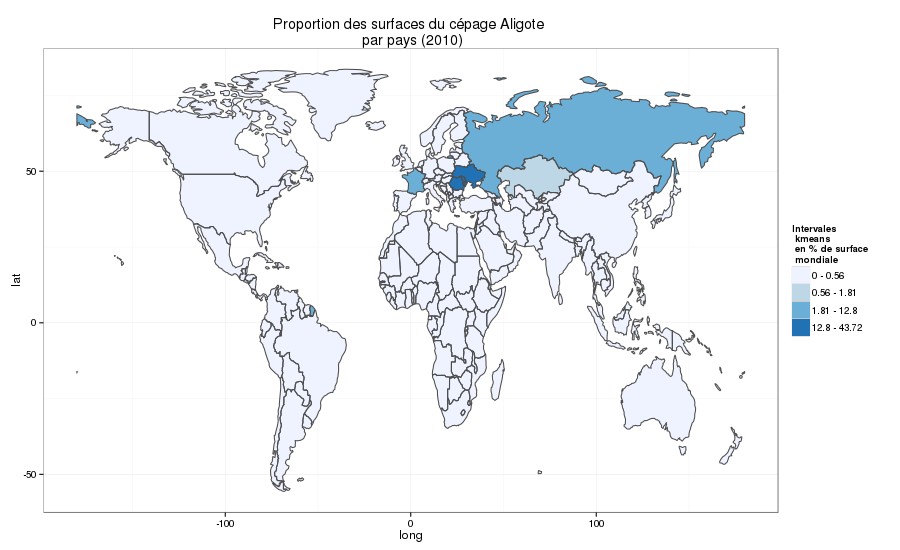 Proportion des surfaces du cépage Aligote
par pays (2010)
50
0
-50
lat
-100
0
100
long
Intervales
kmeans
en % de surface
mondiale
0 - 0.56
0.56 - 1.81
1.81 - 12.8
12.8 - 43.72